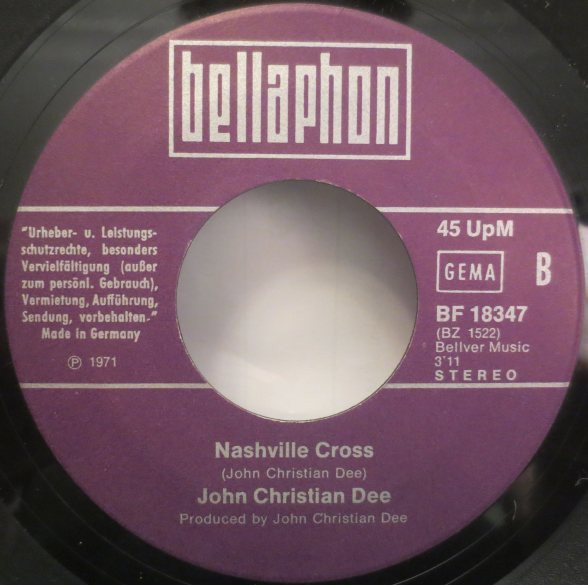 bellaphon
"Urheber- u. Leistungs-
schutzrechte, besonders
Vervielfältigung (außer
zum persönl. Gebrauch),
Vermietung, Aufführung,
Sendung, vorbehalten-"
Made in Germany
Ⓟ 1971
45 UpM
GEMA B
BF 18347
(BZ 1522)
Bellver Music
3'11
STEREO
Nashville Cross
(John Christian Dee)
John Christian Dee
Produced by John Christian Dee